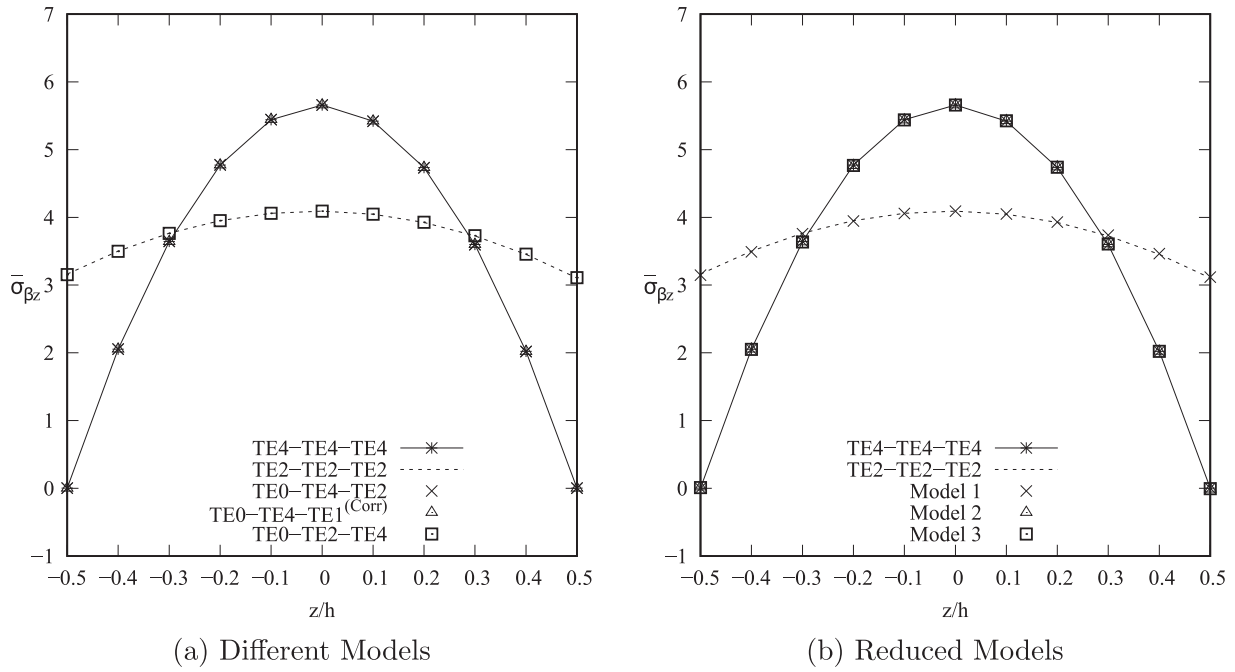 7
6
5
4
3
2
1
0
−1
σ̅βz
TE4−TE4−TE4
TE2−TE2−TE2
TE0−TE4−TE2
TE0−TE4−TE1(Corr)
TE0−TE2−TE4
−0.5 −0.4 −0.3 −0.2 −0.1 0 0.1 0.2 0.3 0.4 0.5
z/h
(a) Different Models
7
6
5
4
3
2
1
0
−1
σ̅βz
TE4−TE4−TE4
TE2−TE2−TE2
Model 1
Model 2
Model 3
−0.5 −0.4 −0.3 −0.2 −0.1 0 0.1 0.2 0.3 0.4 0.5
z/h
(b) Reduced Models